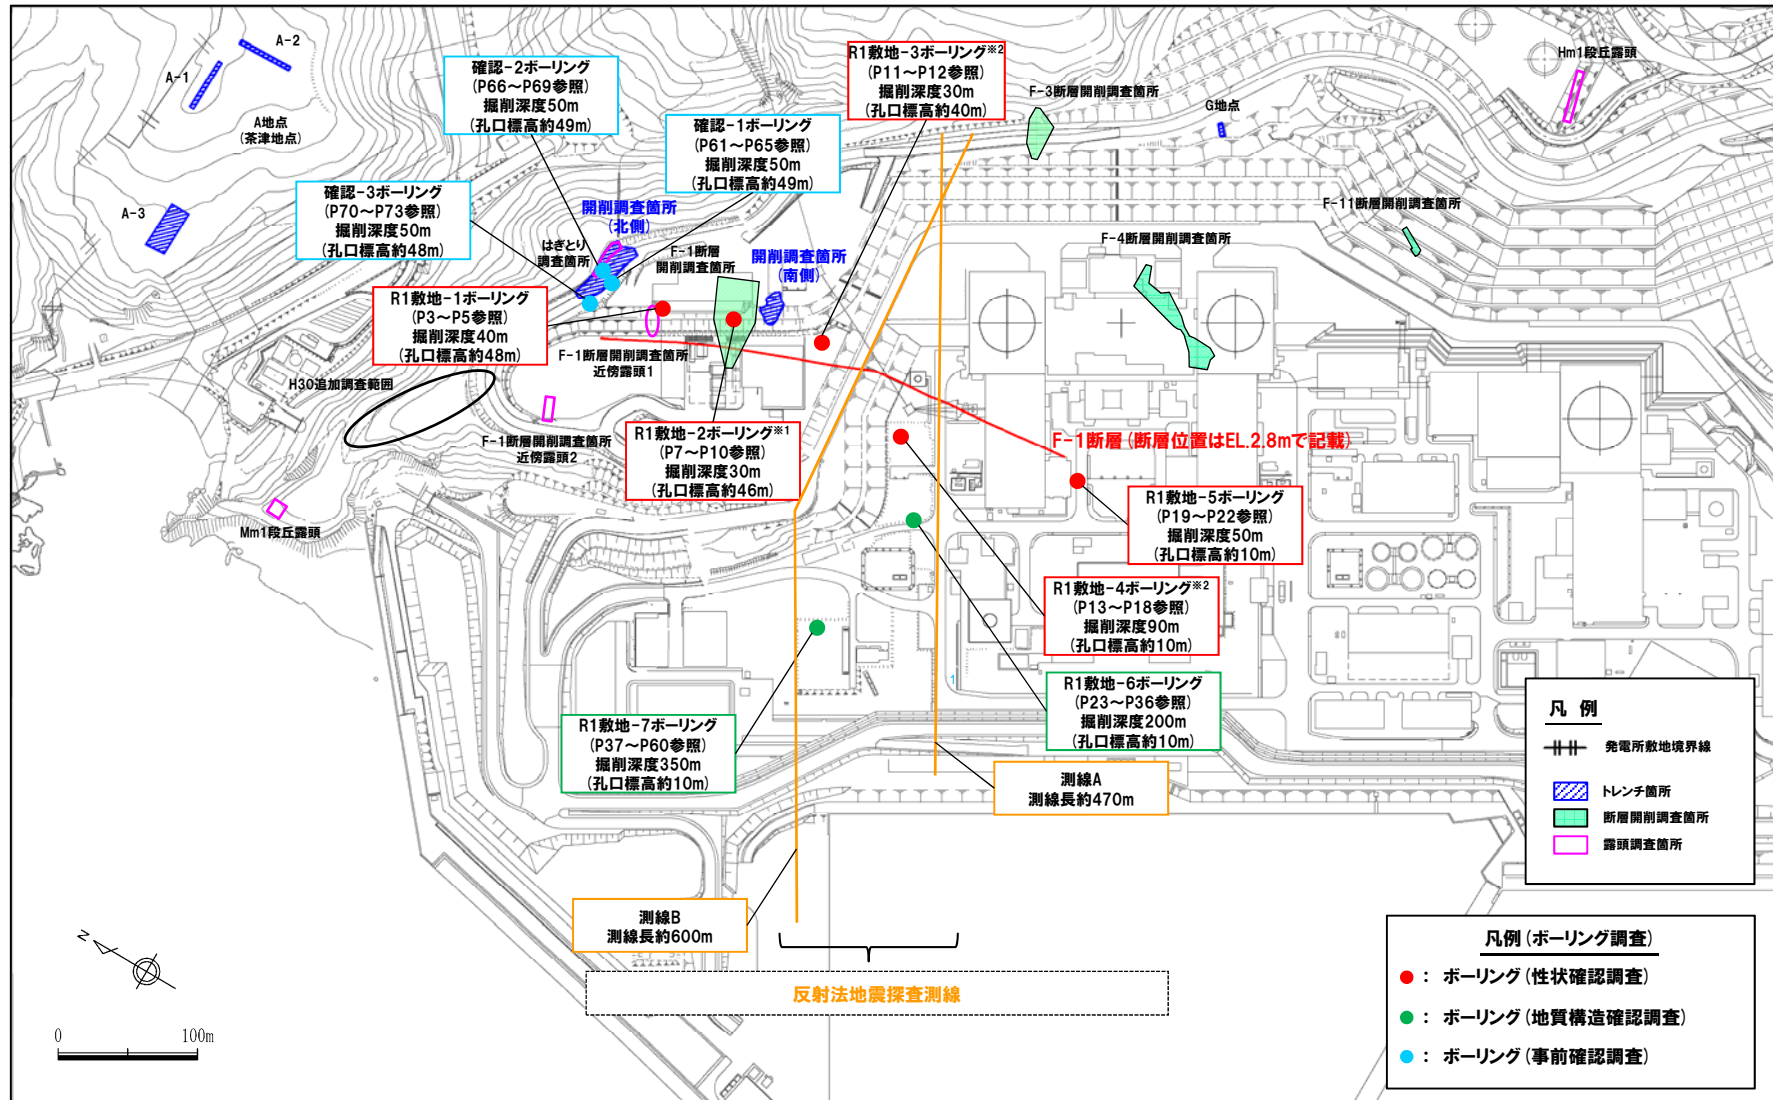 A-2
A-1
A地点
(茶津地点)
A-3
確認-2ボーリング
(P66～P69参照)
掘削深度50m
(孔口標高約49m)
確認-1ボーリング
(P61～P65参照)
掘削深度50m
(孔口標高約49m)
R1敷地-3ボーリング※2
(P11～P12参照)
掘削深度30m
(孔口標高約40m)
F-3断層開削調査箇所
G地点
Hm1段丘露頭
確認-3ボーリング
(P70～P73参照)
掘削深度50m
(孔口標高約48m)
開削調査箇所
(北側)
はぎとり
調査箇所
F-1断層
開削調査箇所
開削調査箇所
(南側)
F-11断層開削調査箇所
F-4断層開削調査箇所
R1敷地-1ボーリング
(P3～P5参照)
掘削深度40m
(孔口標高約48m)
F-1断層開削調査箇所
近傍露頭1
H30追加調査範囲
F-1断層開削調査箇所
近傍露頭2
R1敷地-2ボーリング※1
(P7～P10参照)
掘削深度30m
(孔口標高約46m)
F-1断層(断層位置はEL.2.8mで記載)
Mm1段丘露頭
R1敷地-5ボーリング
(P19～P22参照)
掘削深度50m
(孔口標高約10m)
R1敷地-4ボーリング※2
(P13～P18参照)
掘削深度90m
(孔口標高約10m)
R1敷地-6ボーリング
(P23～P36参照)
掘削深度200m
(孔口標高約10m)
1
R1敷地-7ボーリング
(P37～P60参照)
掘削深度350m
(孔口標高約10m)
測線A
測線長約470m
測線B
測線長約600m
反射法地震探査測線
凡 例
発電所敷地境界線
トレンチ箇所
断層開削調査箇所
露頭調査箇所
凡例(ボーリング調査)
● : ボーリング(性状確認調査)
● : ボーリング(地質構造確認調査)
● : ボーリング(事前確認調査)
N
0 100m